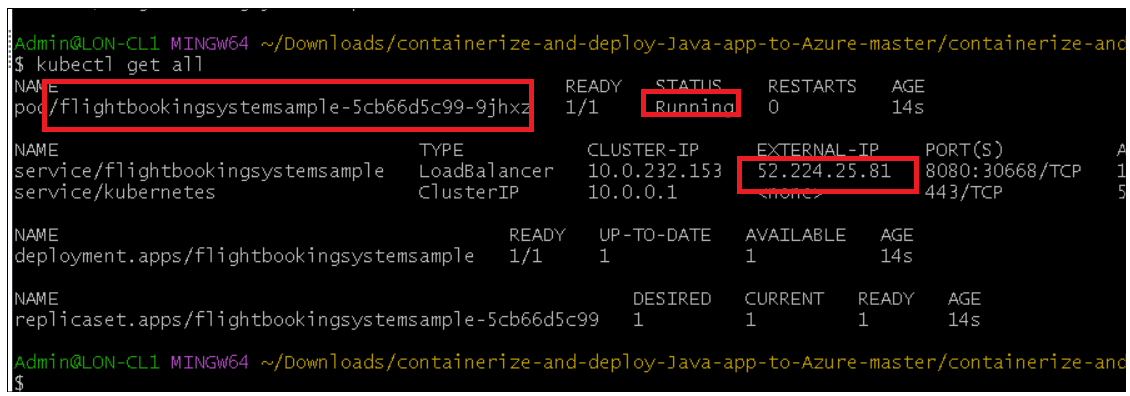 Admin@LON-CL1 MINGW64 ~/Downloads/containerize-and-deploy-Java-app-to-Azure-master/containerize-and
$ kubectl get all
NAME READY STATUS RESTARTS AGE
pod/flightbookingsystemsample-5cb66d5c99-9jhxz 1/1 Running 0 14s
NAME TYPE CLUSTER-IP EXTERNAL-IP PORT(S) A
service/flightbookingsystemsample LoadBalancer 10.0.232.153 52.224.25.81 8080:30668/TCP 1
service/kubernetes ClusterIP 10.0.0.1 <none> 443/TCP 5
NAME READY UP-TO-DATE AVAILABLE AGE
deployment.apps/flightbookingsystemsample 1/1 1 1 14s
NAME DESIRED CURRENT READY AGE
replicaset.apps/flightbookingsystemsample-5cb66d5c99 1 1 1 14s
Admin@LON-CL1 MINGW64 ~/Downloads/containerize-and-deploy-Java-app-to-Azure-master/containerize-and
$